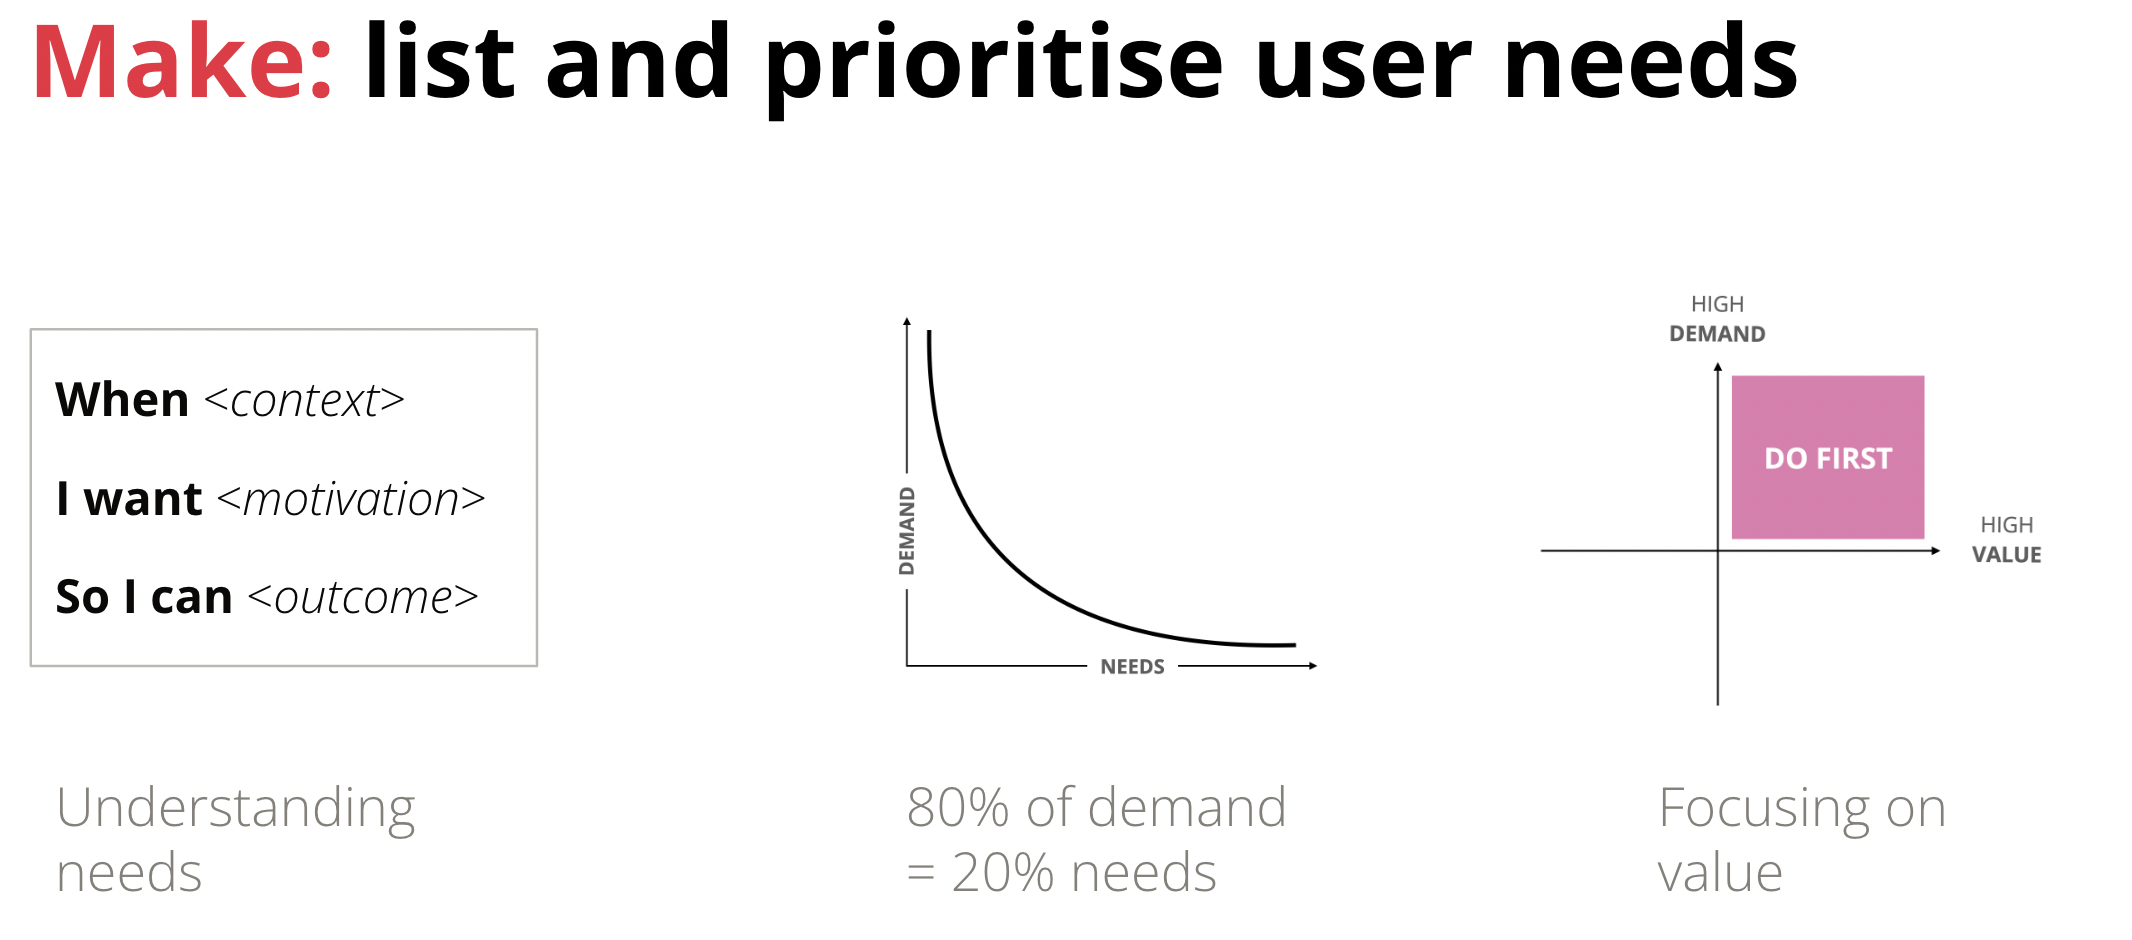 Make: list and prioritise user needs
When <context>
I want <motivation>
So I can <outcome>
Understanding
needs
DEMAND
NEEDS
80% of demand
= 20% needs
HIGH
DEMAND
DO FIRST
HIGH
VALUE
Focusing on
value